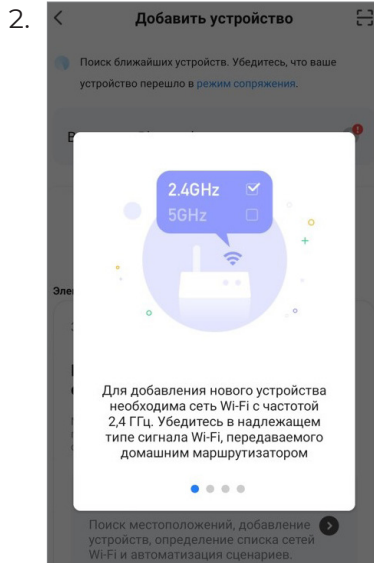 2.
Добавить устройство
Поиск ближайших устройств. Убедитесь, что ваше
устройство перешло в режим сопряжения.
2.4GHz
5GHz
Для добавления нового устройства
необходима сеть Wi-Fi с частотой
2,4 ГГц. Убедитесь в надлежащем
типе сигнала Wi-Fi, передаваемого
домашним маршрутизатором
Поиск местоположений, добавление
устройств, определение списка сетей
Wi-Fi и автоматизация сценариев.